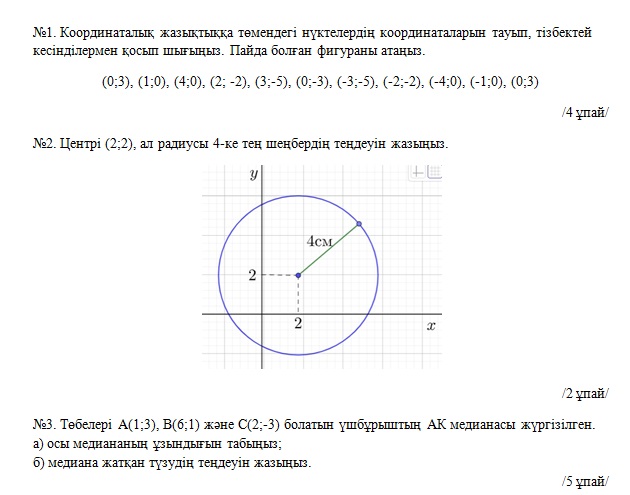 №1. Координаталық жазықтыққа төмендегі нүктелердің координаталарын тауып, тізбектей
кесінділермен қосып шығыңыз. Пайда болған фигураны атаңыз.
(0;3), (1;0), (4;0), (2; -2), (3;-5), (0;-3), (-3;-5), (-2;-2), (-4;0), (-1;0), (0;3)
/4 ұпай/
№2. Центрі (2;2), ал радиусы 4-ке тең шеңбердің теңдеуін жазыңыз.
y
4см
2
2
x
/2 ұпай/
№3. Төбелері А(1;3), В(6;1) және С(2;-3) болатын үшбұрыштың АК медианасы жүргізілген.
а) осы медиананың ұзындығын табыңыз;
б) медиана жатқан түзудің теңдеуін жазыңыз.
/5 ұпай/